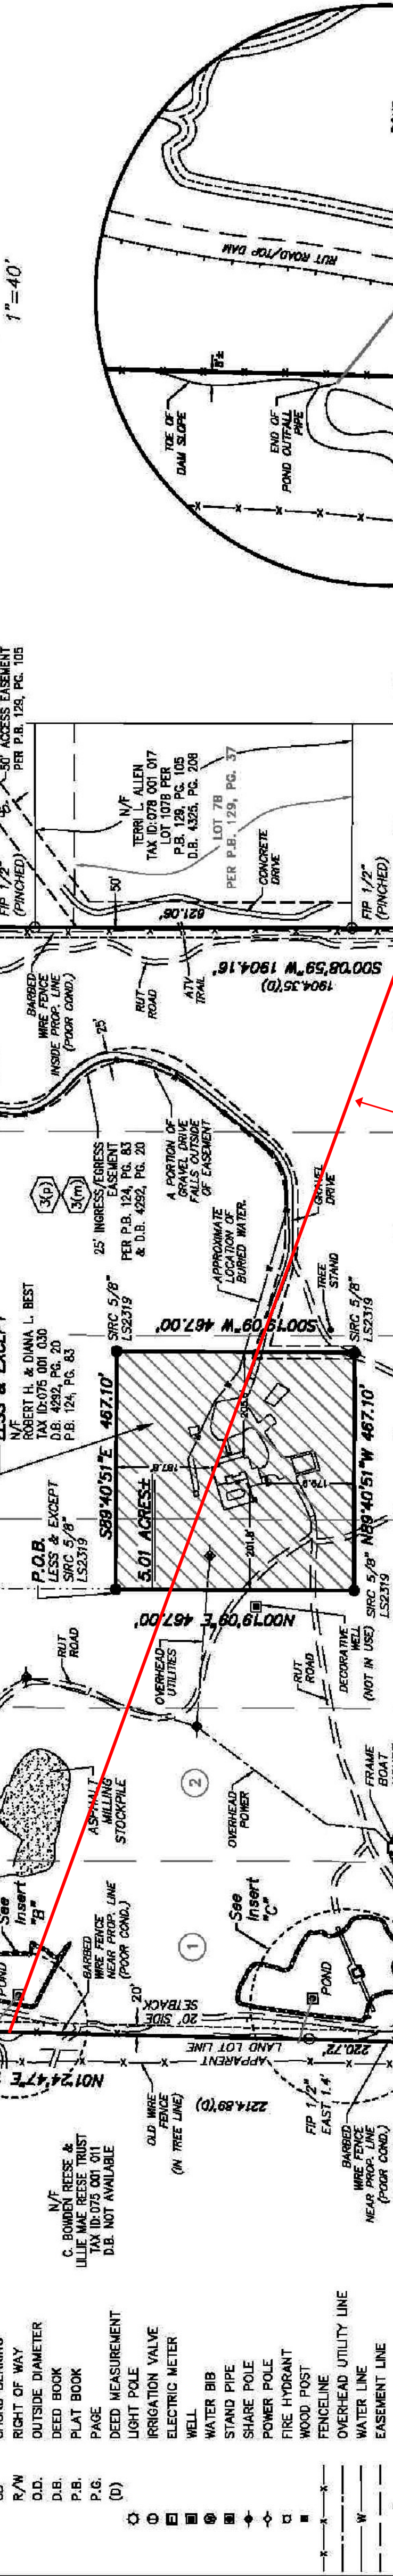 1"=40'
RUT ROAD/TOP DAM
8'±
TOE OF
DAM SLOPE
END OF
POND OUTFALL
PIPE
50' ACCESS EASEMENT
PER P.B. 129, PG. 105
N/F
TERRI L. ALLEN
TAX ID:078 001 017
LOT 107B PER
P.B. 129, PG. 105
D.B. 4325, PG. 208
LOT 7B
PER P.B. 129, PG. 37
FIP 1/2"
(PINCHED)
50'
CONCRETE
DRIVE
621.06'
FIP 1/2"
(PINCHED)
S00°08'59"W 1904.16'
1904.35'(D)
BARBED
WIRE FENCE
INSIDE PROP. LINE
(POOR COND.)
RUT
ROAD
ATV
TRAIL
25'
3(p)
3(m)
25' INGRESS/EGRESS
EASEMENT
PER P.B. 124, PG. 83
& D.B. 4292, PG. 20
A PORTION OF
GRAVEL DRIVE
FALLS OUTSIDE
OF EASEMENT
APPROXIMATE
LOCATION OF
BURIED WATER.
GRAVEL
DRIVE
TREE
STAND
LESS & EXCEPT
N/F
ROBERT H. & DIANA L. BEST
TAX ID:075 001 030
D.B. 4292, PG. 20
P.B. 124, PG. 83
SIRC 5/8"
LS2319
S00°19'09"W 467.00'
SIRC 5/8"
LS2319
S89°40'51"E 467.10'
N89°40'51"W 467.10'
5.01 ACRES±
187.8'
179.9'
201.8'
P.O.B.
LESS & EXCEPT
SIRC 5/8"
LS2319
N00°19'09"E 467.00'
SIRC 5/8"
LS2319
DECORATIVE
WELL
(NOT IN USE)
RUT
ROAD
OVERHEAD
UTILITIES
RUT
ROAD
ASPHALT
MILLING
STOCKPILE
2
OVERHEAD
POWER
FRAME
BOAT
See
Insert
"B"
POND
BARBED
WIRE FENCE
NEAR PROP. LINE
(POOR COND.)
1
See
Insert
"C"
POND
20'
20' SIDE
SETBACK
APPARENT
LAND LOT LINE
220.72'
N01°24'47"E
2214.89'(D)
OLD WIRE
FENCE
(IN TREE LINE)
FIP 1/2"
EAST 1.4'
BARBED
WIRE FENCE
NEAR PROP. LINE
(POOR COND.)
N/F
C. BOWDEN REESE &
LILLIE MAE REESE TRUST
TAX ID:075 001 011
D.B. NOT AVAILABLE
R/W RIGHT OF WAY
O.D. OUTSIDE DIAMETER
D.B. DEED BOOK
P.B. PLAT BOOK
P.G. PAGE
(D) DEED MEASUREMENT
LIGHT POLE
IRRIGATION VALVE
ELECTRIC METER
WELL
WATER BIB
STAND PIPE
SHARE POLE
POWER POLE
FIRE HYDRANT
WOOD POST
FENCELINE
OVERHEAD UTILITY LINE
W WATER LINE
EASEMENT LINE